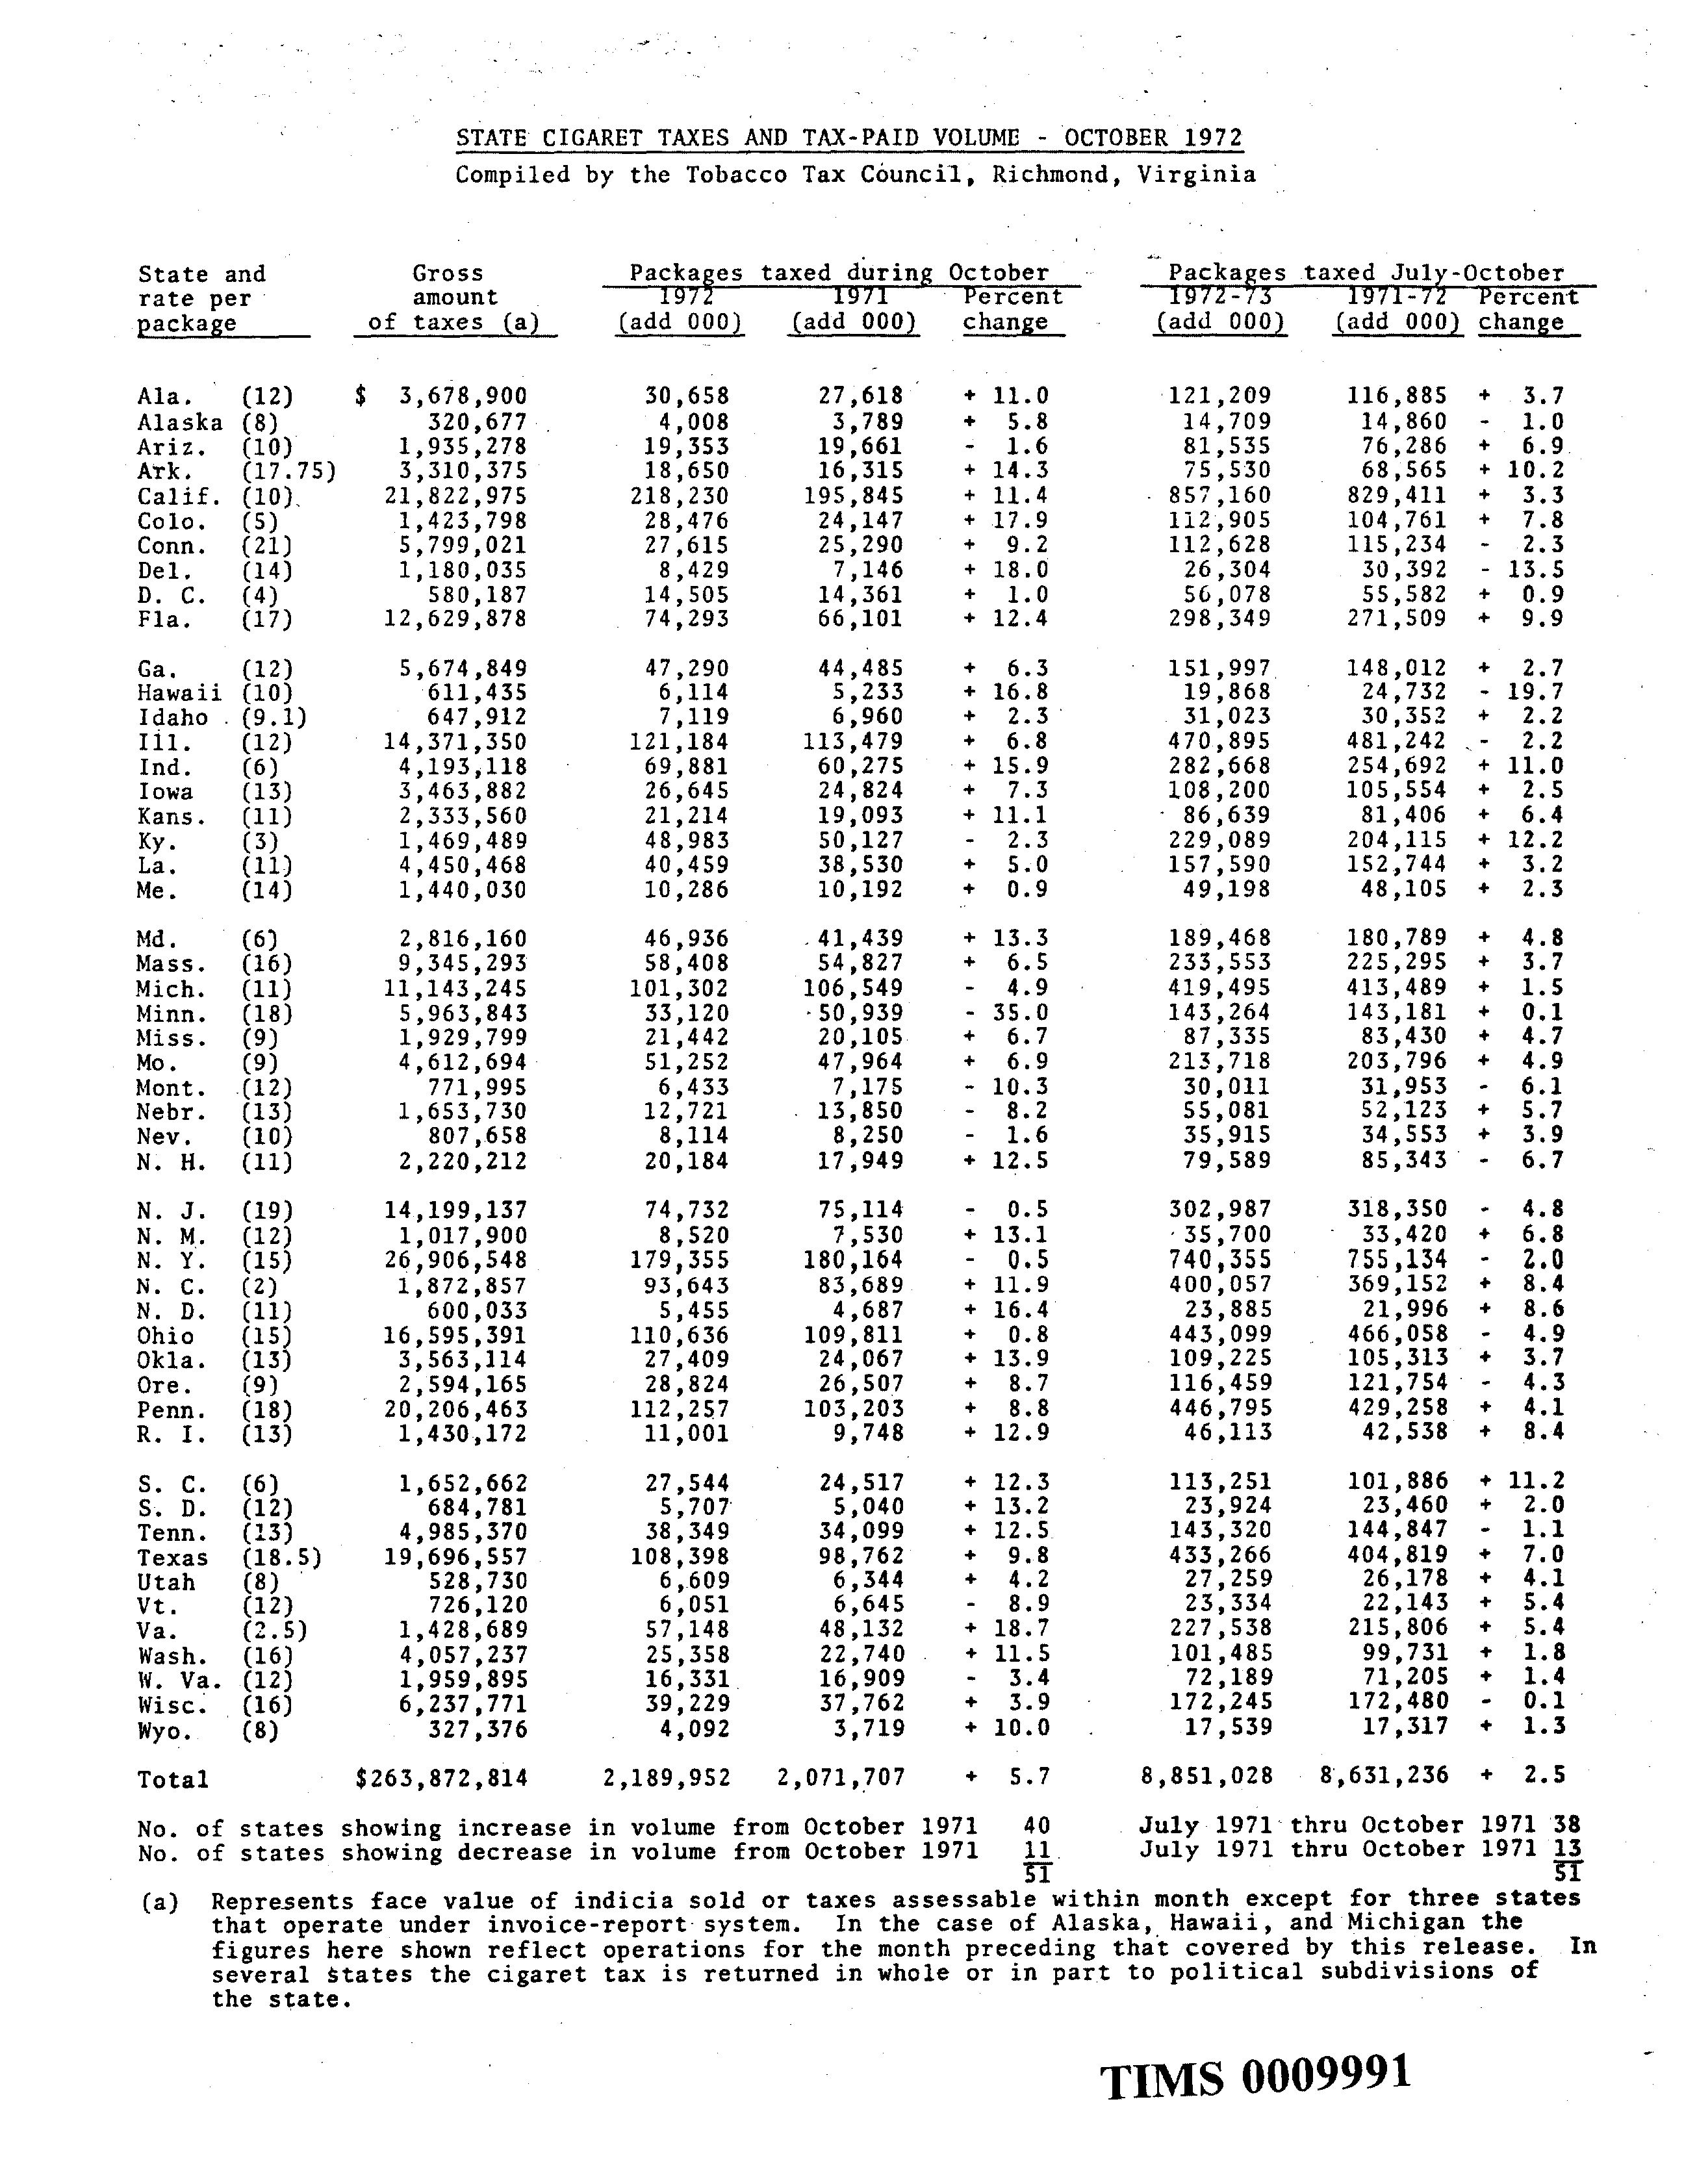 STATE CIGARET TAXES AND TAX-PAID VOLUME - OCTOBER 1972
Compiled by the Tobacco Tax Council, Richmond, Virginia
State and Gross Packages taxed during October Packages taxed July-October
rate per amount 1972 1971 Percent 1972-73 1971-72 Percent
package of taxes (a) (add 000) (add 000) change (add 000) (add 000) change
Ala. (12) $ 3,678,900 30,658 27,618 + 11.0 121,209 116,885 + 3.7
Alaska (8) 320,677 4,008 3,789 + 5.8 14,709 14,860 - 1.0
Ariz. (10) 1,935,278 19,353 19,661 - 1.6 81,535 76,286 + 6.9
Ark. (17.75) 3,310,375 18,650 16,315 + 14.3 75,530 68,565 + 10.2
Calif. (10) 21,822,975 218,230 195,845 + 11.4 857,160 829,411 + 3.3
Colo. (5) 1,423,798 28,476 24,147 + 17.9 112,905 104,761 + 7.8
Conn. (21) 5,799,021 27,615 25,290 + 9.2 112,628 115,234 - 2.3
Del. (14) 1,180,035 8,429 7,146 + 18.0 26,304 30,392 - 13.5
D. C. (4) 580,187 14,505 14,361 + 1.0 56,078 55,582 + 0.9
Fla. (17) 12,629,878 74,293 66,101 + 12.4 298,349 271,509 + 9.9
Ga. (12) 5,674,849 47,290 44,485 + 6.3 151,997 148,012 + 2.7
Hawaii (10) 611,435 6,114 5,233 + 16.8 19,868 24,732 - 19.7
Idaho (9.1) 647,912 7,119 6,960 + 2.3 31,023 30,352 + 2.2
Ill. (12) 14,371,350 121,184 113,479 + 6.8 470,895 481,242 - 2.2
Ind. (6) 4,193,118 69,881 60,275 + 15.9 282,668 254,692 + 11.0
Iowa (13) 3,463,882 26,645 24,824 + 7.3 108,200 105,554 + 2.5
Kans. (11) 2,333,560 21,214 19,093 + 11.1 86,639 81,406 + 6.4
Ky. (3) 1,469,489 48,983 50,127 - 2.3 229,089 204,115 + 12.2
La. (11) 4,450,468 40,459 38,530 + 5.0 157,590 152,744 + 3.2
Me. (14) 1,440,030 10,286 10,192 + 0.9 49,198 48,105 + 2.3
Md. (6) 2,816,160 46,936 41,439 + 13.3 189,468 180,789 + 4.8
Mass. (16) 9,345,293 58,408 54,827 + 6.5 233,553 225,295 + 3.7
Mich. (11) 11,143,245 101,302 106,549 - 4.9 419,495 413,489 + 1.5
Minn. (18) 5,963,843 33,120 50,939 - 35.0 143,264 143,181 + 0.1
Miss. (9) 1,929,799 21,442 20,105 + 6.7 87,335 83,430 + 4.7
Mo. (9) 4,612,694 51,252 47,964 + 6.9 213,718 203,796 + 4.9
Mont. (12) 771,995 6,433 7,175 - 10.3 30,011 31,953 - 6.1
Nebr. (13) 1,653,730 12,721 13,850 - 8.2 55,081 52,123 + 5.7
Nev. (10) 807,658 8,114 8,250 - 1.6 35,915 34,553 + 3.9
N. H. (11) 2,220,212 20,184 17,949 + 12.5 79,589 85,343 - 6.7
N. J. (19) 14,199,137 74,732 75,114 - 0.5 302,987 318,350 - 4.8
N. M. (12) 1,017,900 8,520 7,530 + 13.1 35,700 33,420 + 6.8
N. Y. (15) 26,906,548 179,355 180,164 - 0.5 740,355 755,134 - 2.0
N. C. (2) 1,872,857 93,643 83,689 + 11.9 400,057 369,152 + 8.4
N. D. (11) 600,033 5,455 4,687 + 16.4 23,885 21,996 + 8.6
Ohio (15) 16,595,391 110,636 109,811 + 0.8 443,099 466,058 - 4.9
Okla. (13) 3,563,114 27,409 24,067 + 13.9 109,225 105,313 + 3.7
Ore. (9) 2,594,165 28,824 26,507 + 8.7 116,459 121,754 - 4.3
Penn. (18) 20,206,463 112,257 103,203 + 8.8 446,795 429,258 + 4.1
R. I. (13) 1,430,172 11,001 9,748 + 12.9 46,113 42,538 + 8.4
S. C. (6) 1,652,662 27,544 24,517 + 12.3 113,251 101,886 + 11.2
S. D. (12) 684,781 5,707 5,040 + 13.2 23,924 23,460 + 2.0
Tenn. (13) 4,985,370 38,349 34,099 + 12.5 143,320 144,847 - 1.1
Texas (18.5) 19,696,557 108,398 98,762 + 9.8 433,266 404,819 + 7.0
Utah (8) 528,730 6,609 6,344 + 4.2 27,259 26,178 + 4.1
Vt. (12) 726,120 6,051 6,645 - 8.9 23,334 22,143 + 5.4
Va. (2.5) 1,428,689 57,148 48,132 + 18.7 227,538 215,806 + 5.4
Wash. (16) 4,057,237 25,358 22,740 + 11.5 101,485 99,731 + 1.8
W. Va. (12) 1,959,895 16,331 16,909 - 3.4 72,189 71,205 + 1.4
Wisc. (16) 6,237,771 39,229 37,762 + 3.9 172,245 172,480 - 0.1
Wyo. (8) 327,376 4,092 3,719 + 10.0 17,539 17,317 + 1.3
Total $263,872,814 2,189,952 2,071,707 + 5.7 8,851,028 8,631,236 + 2.5
No. of states showing increase in volume from October 1971 40 July 1971 thru October 1971 38
No. of states showing decrease in volume from October 1971 11 July 1971 thru October 1971 13
51 51
(a) Represents face value of indicia sold or taxes assessable within month except for three states
that operate under invoice-report system. In the case of Alaska, Hawaii, and Michigan the
figures here shown reflect operations for the month preceding that covered by this release. In
several states the cigaret tax is returned in whole or in part to political subdivisions of
the state.
TIMS 0009991